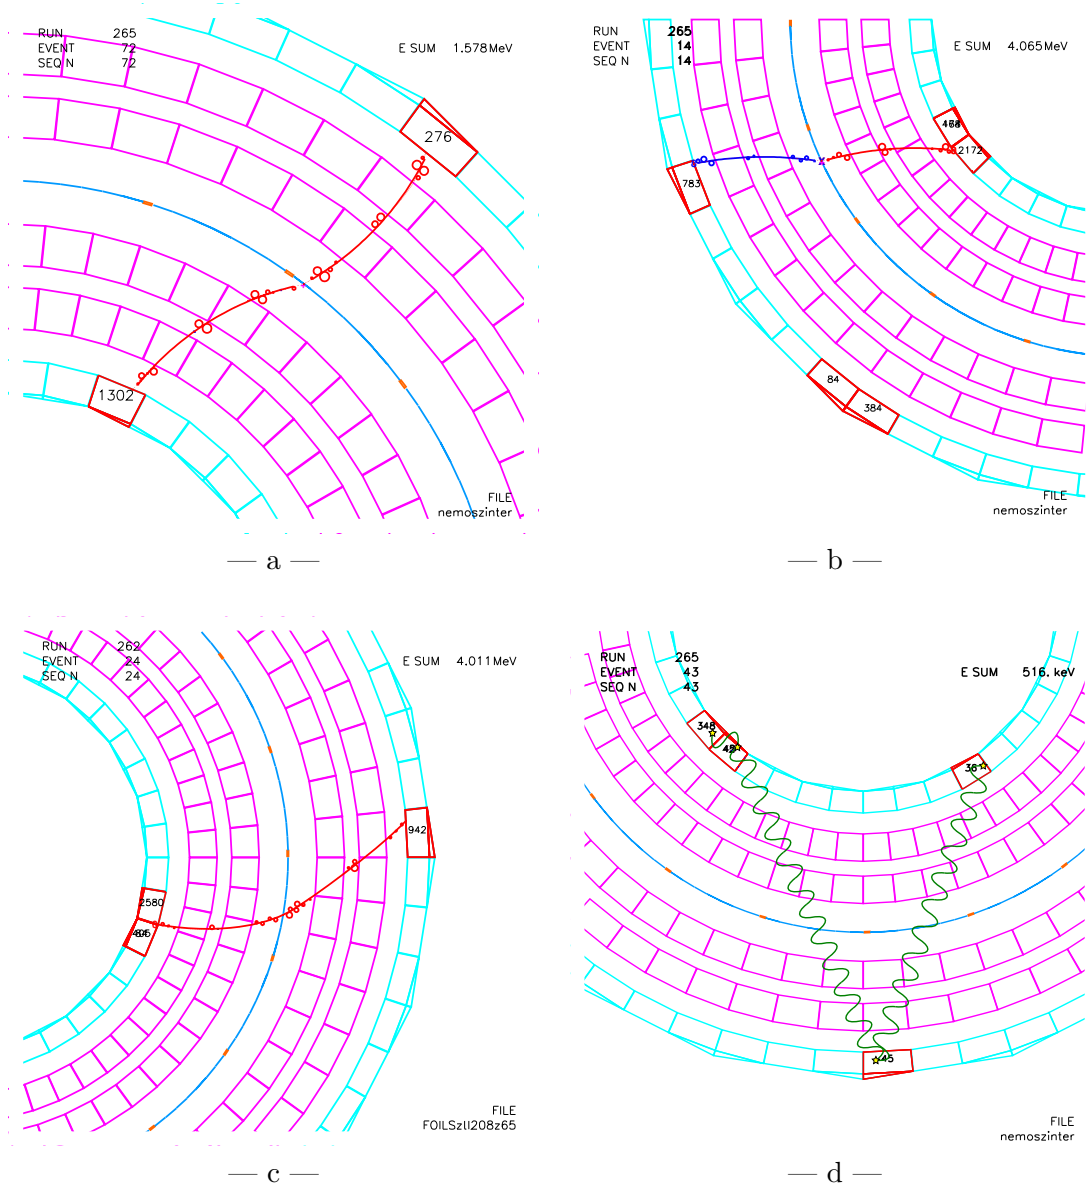 RUN 265
EVENT 72
SEQ N 72
E SUM 1.578 MeV
276
1302
FILE
nemoszinter
— a —
RUN 265
EVENT 14
SEQ N 14
E SUM 4.065 MeV
2172
783
84
384
FILE
nemoszinter
— b —
RUN 262
EVENT 24
SEQ N 24
E SUM 4.011 MeV
942
2580
FILE
FOILSzl1208z65
— c —
RUN 265
EVENT 43
SEQ N 43
E SUM 516. keV
348
36
45
FILE
nemoszinter
— d —